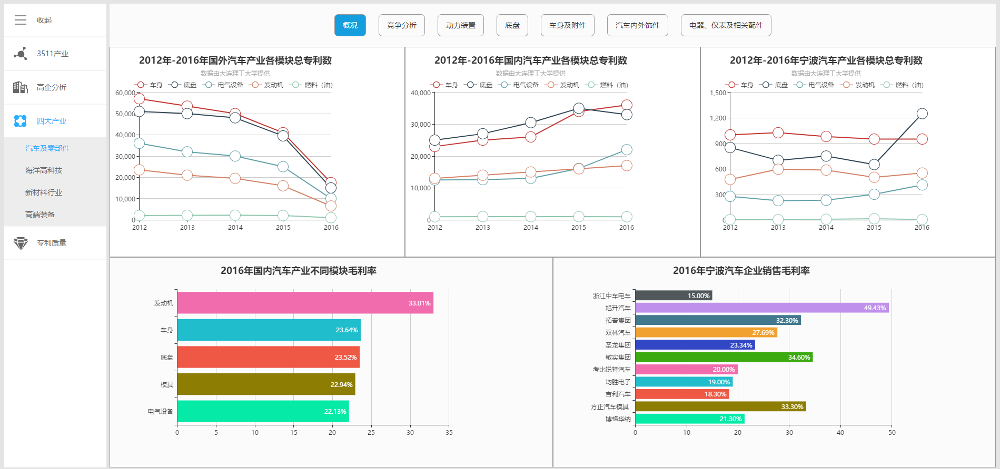 收起
3511产业
高企分析
四大产业
汽车及零部件
海洋高科技
新材料行业
高端装备
专利质量
概况 竞争分析 动力装置 底盘 车身及附件 汽车内外饰件 电器、仪表及相关配件
2012年-2016年国外汽车产业各模块总专利数
数据由大连理工大学提供
车身 底盘 电气设备 发动机 燃料（油）
60,000
50,000
40,000
30,000
20,000
10,000
0
2012 2013 2014 2015 2016
2012年-2016年国内汽车产业各模块总专利数
数据由大连理工大学提供
车身 底盘 电气设备 发动机 燃料（油）
40,000
30,000
20,000
10,000
0
2012 2013 2014 2015 2016
2012年-2016年宁波汽车产业各模块总专利数
数据由大连理工大学提供
车身 底盘 电气设备 发动机 燃料（油）
1,500
1,200
900
600
300
0
2012 2013 2014 2015 2016
2016年国内汽车产业不同模块毛利率
发动机 33.01%
车身 23.64%
底盘 23.52%
模具 22.94%
电气设备 22.13%
0 5 10 15 20 25 30 35
2016年宁波汽车企业销售毛利率
浙江中车电车 15.00%
旭升汽车 49.43%
拓普集团 32.30%
双林汽车 27.69%
圣龙集团 23.34%
敏实集团 34.60%
考比锐特汽车 20.00%
均胜电子 19.00%
吉利汽车 18.30%
方正汽车模具 33.30%
博格华纳 21.30%
0 10 20 30 40 50